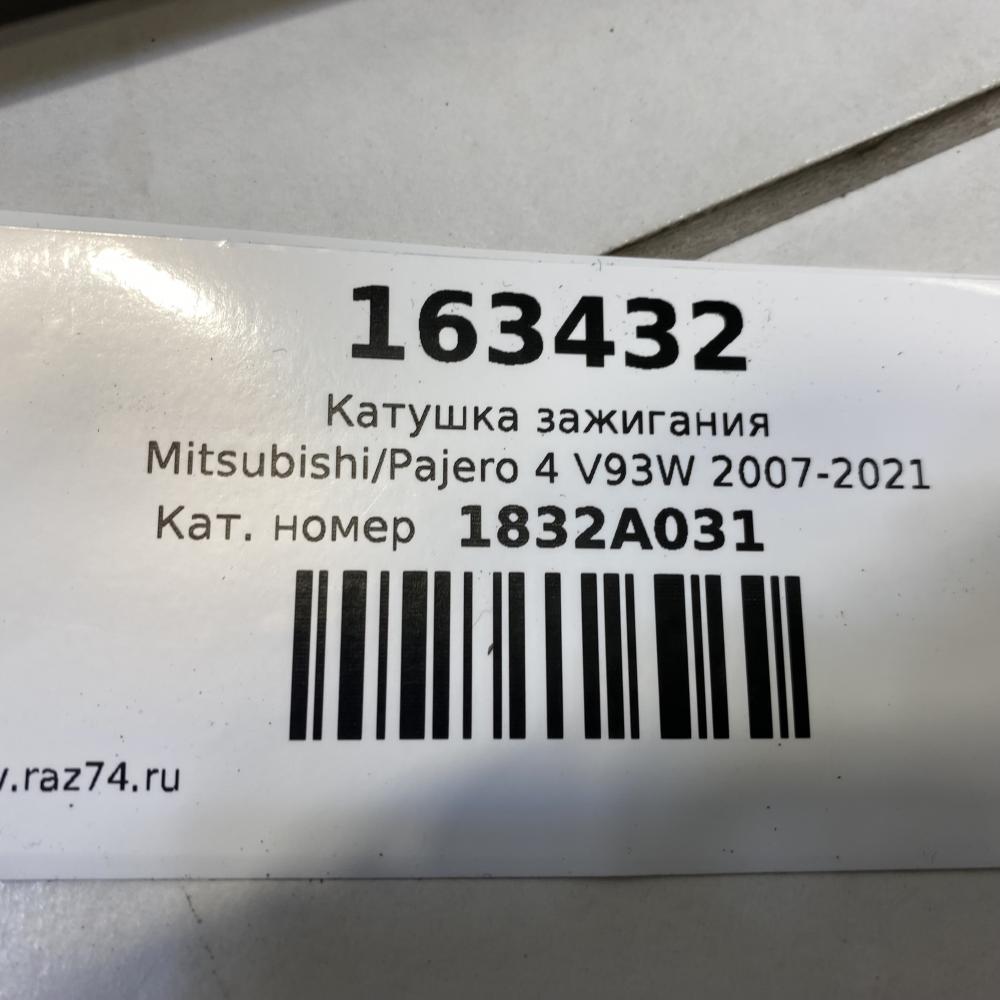 163432
Катушка зажигания
Mitsubishi/Pajero 4 V93W 2007-2021
Кат. номер 1832A031
.raz74.ru